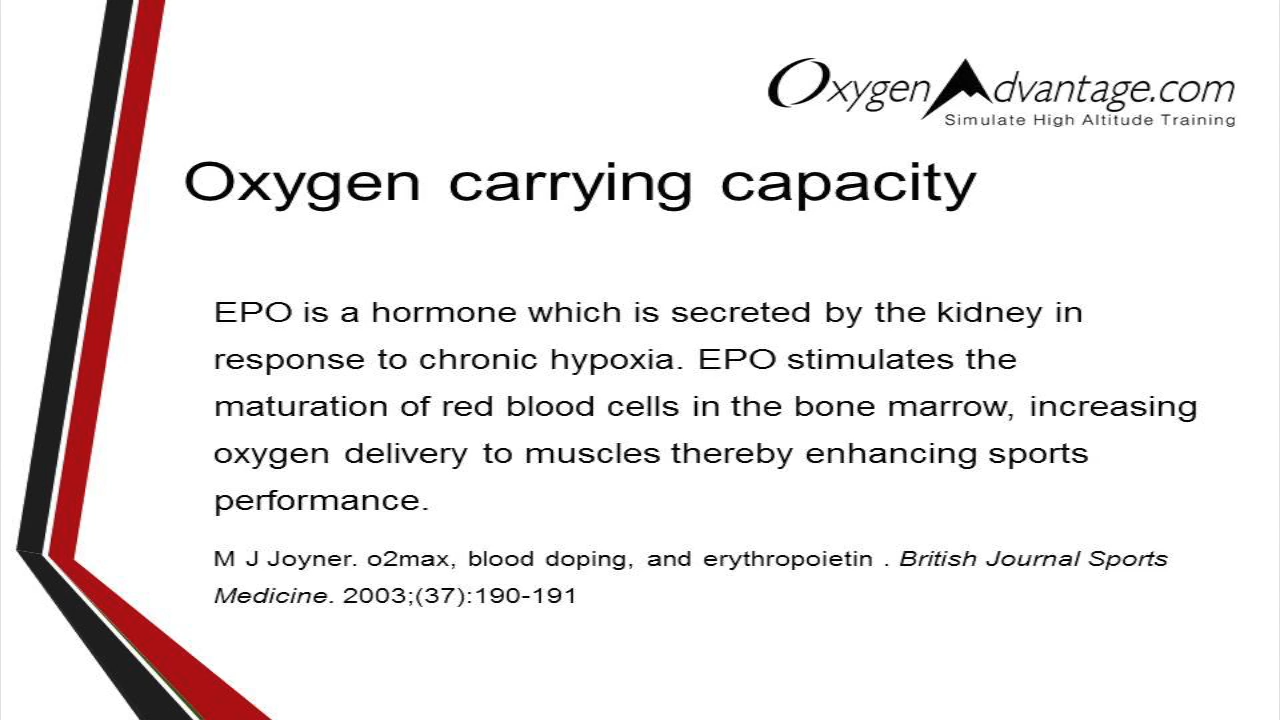 OxygenAdvantage.com
Simulate High Altitude Training
Oxygen carrying capacity
EPO is a hormone which is secreted by the kidney in
response to chronic hypoxia. EPO stimulates the
maturation of red blood cells in the bone marrow, increasing
oxygen delivery to muscles thereby enhancing sports
performance.
M J Joyner. o2max, blood doping, and erythropoietin . British Journal Sports
Medicine. 2003;(37):190-191